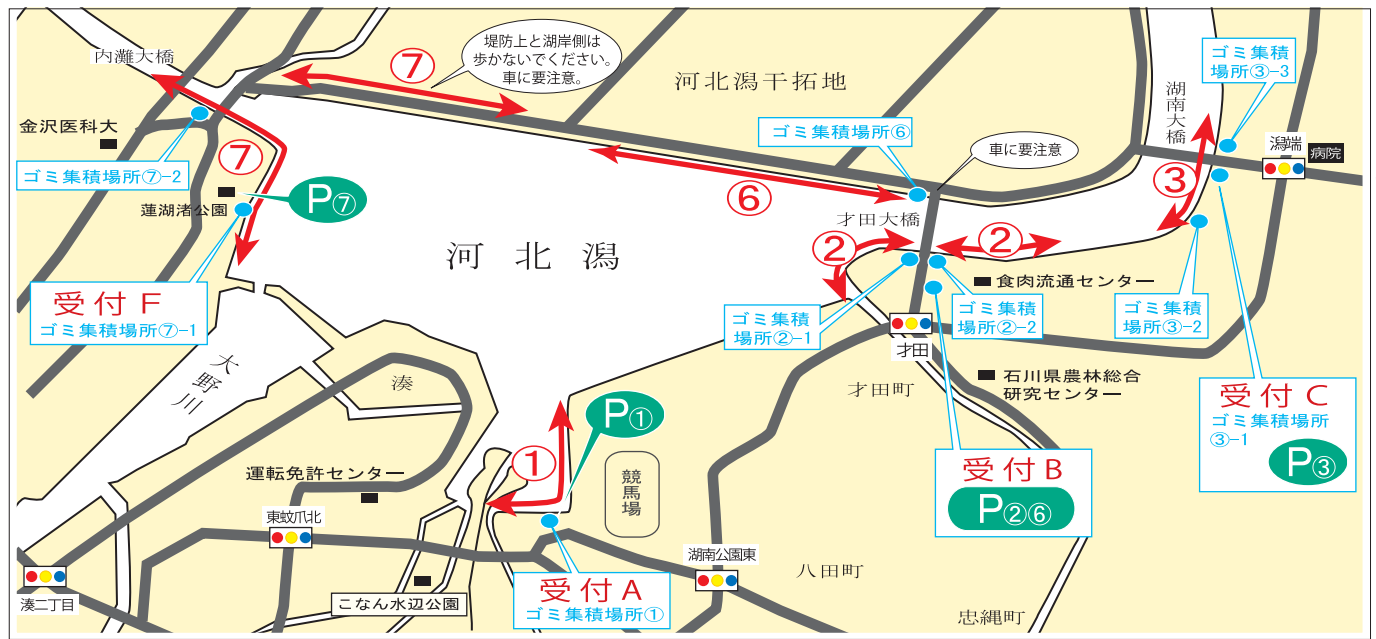 内灘大橋
堤防上と湖岸側は
歩かないでください。
車に要注意。
⑦
河北潟干拓地
湖南大橋
ゴミ集積
場所③-3
金沢医科大
ゴミ集積場所⑥
潟端
病院
車に要注意
⑦
ゴミ集積場所⑦-2
蓮湖渚公園
P⑦
⑥
③
才田大橋
②
②
河北潟
食肉流通センター
受付F
ゴミ集積場所⑦-1
ゴミ集積
場所②-1
ゴミ集積
場所②-2
ゴミ集積
場所③-2
才田
大野川
湊
才田町
石川県農林総合
研究センター
受付C
ゴミ集積場所
③-1
P③
P①
①
競馬場
運転免許センター
受付B
P②⑥
東蚊爪北
湖南公園東
八田町
湊二丁目
こなん水辺公園
受付A
ゴミ集積場所①
忠縄町